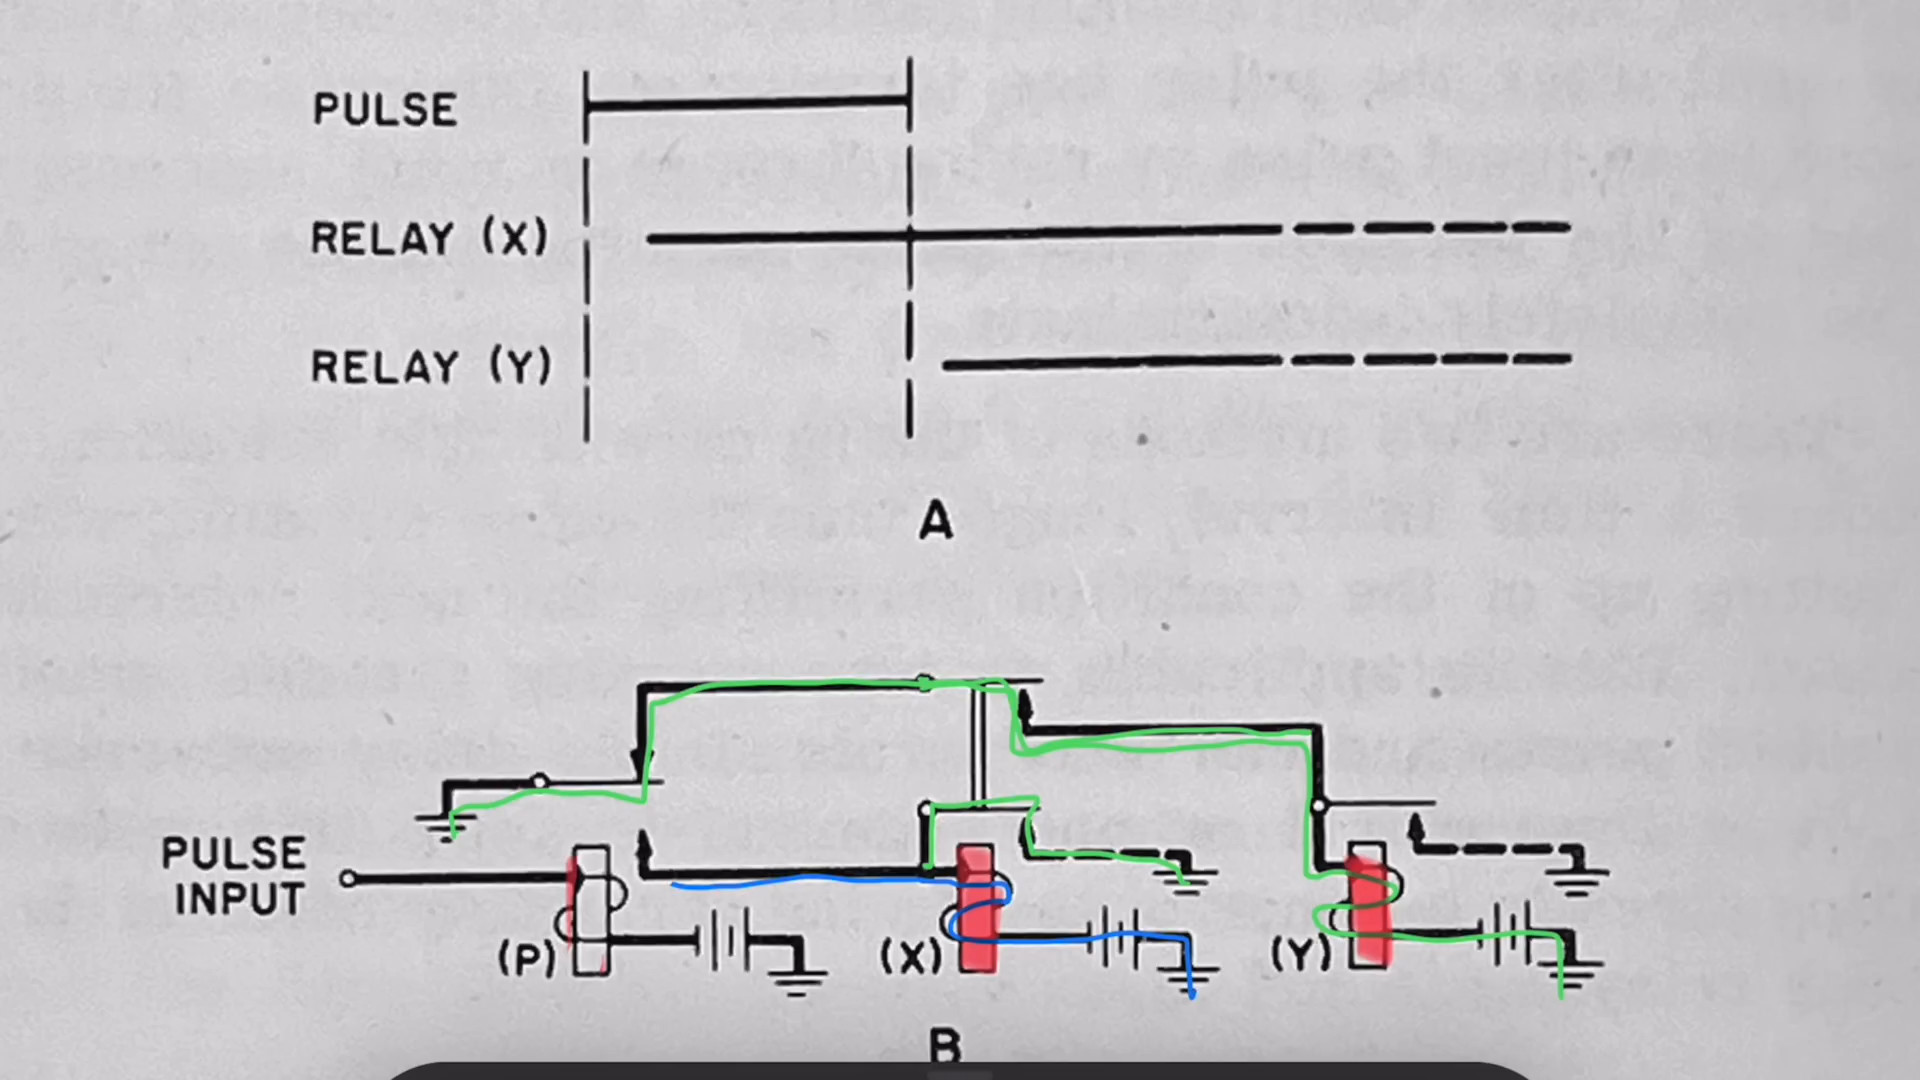 PULSE
RELAY (X)
RELAY (Y)
A
PULSE
INPUT
(P)
(X)
(Y)
B